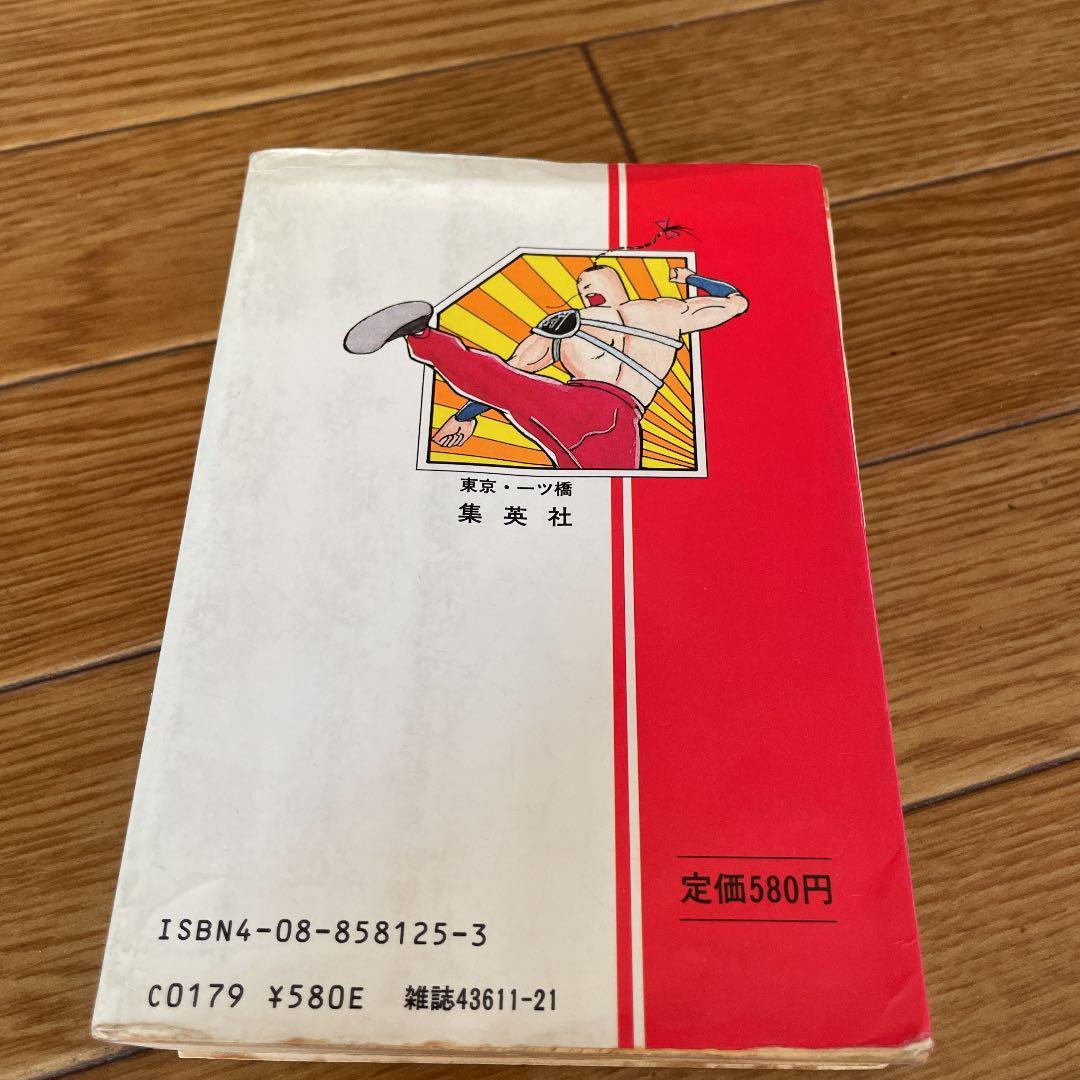 東京・一ツ橋
集英社
定価580円
ISBN4-08-858125-3
C0179 ¥580E 雑誌43611-21